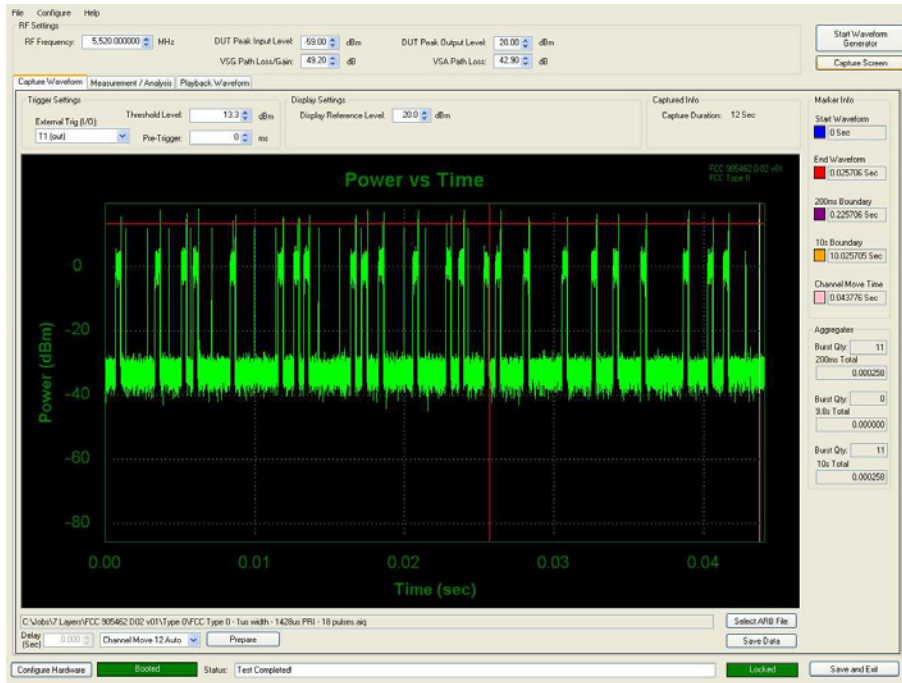 File Configure Help
RF Settings
RF Frequency: 5,520.000000 MHz
DUT Peak Input Level: -59.00 dBm
DUT Peak Output Level: 20.00 dBm
VSG Path Loss/Gain: 49.20 dB
VSA Path Loss: 42.90 dB
Start Waveform
Generator
Capture Screen
Capture Waveform Measurement / Analysis Playback Waveform
Trigger Settings
External Trig (I/O):
T1 (out)
Threshold Level: 13.3 dBm
Pre-Trigger: 0 ms
Display Settings
Display Reference Level: 20.0 dBm
Captured Info
Capture Duration: 12 Sec
Marker Info
Start Waveform
0 Sec
End Waveform
0.025706 Sec
200ms Boundary
0.225706 Sec
10s Boundary
10.025705 Sec
Channel Move Time
0.043776 Sec
Aggregates
Burst Qty: 11
200ms Total
0.000258
Burst Qty: 0
9.8s Total
0.000000
Burst Qty: 11
10s Total
0.000258
Power vs Time
FCC 905462 D02 v01
FCC Type 0
Power (dBm)
0
-20
-40
-60
-80
0.00 0.01 0.02 0.03 0.04
Time (sec)
C:\Jobs\7 Layers\FCC 905462 D02 v01\Type 0\FCC Type 0 - 1us width - 1428us PRI - 18 pulses.aiq
Select ARB File
Delay
(Sec) 0.000
Channel Move 12 Auto
Prepare
Save Data
Configure Hardware
Booted
Status: Test Completed!
Locked
Save and Exit